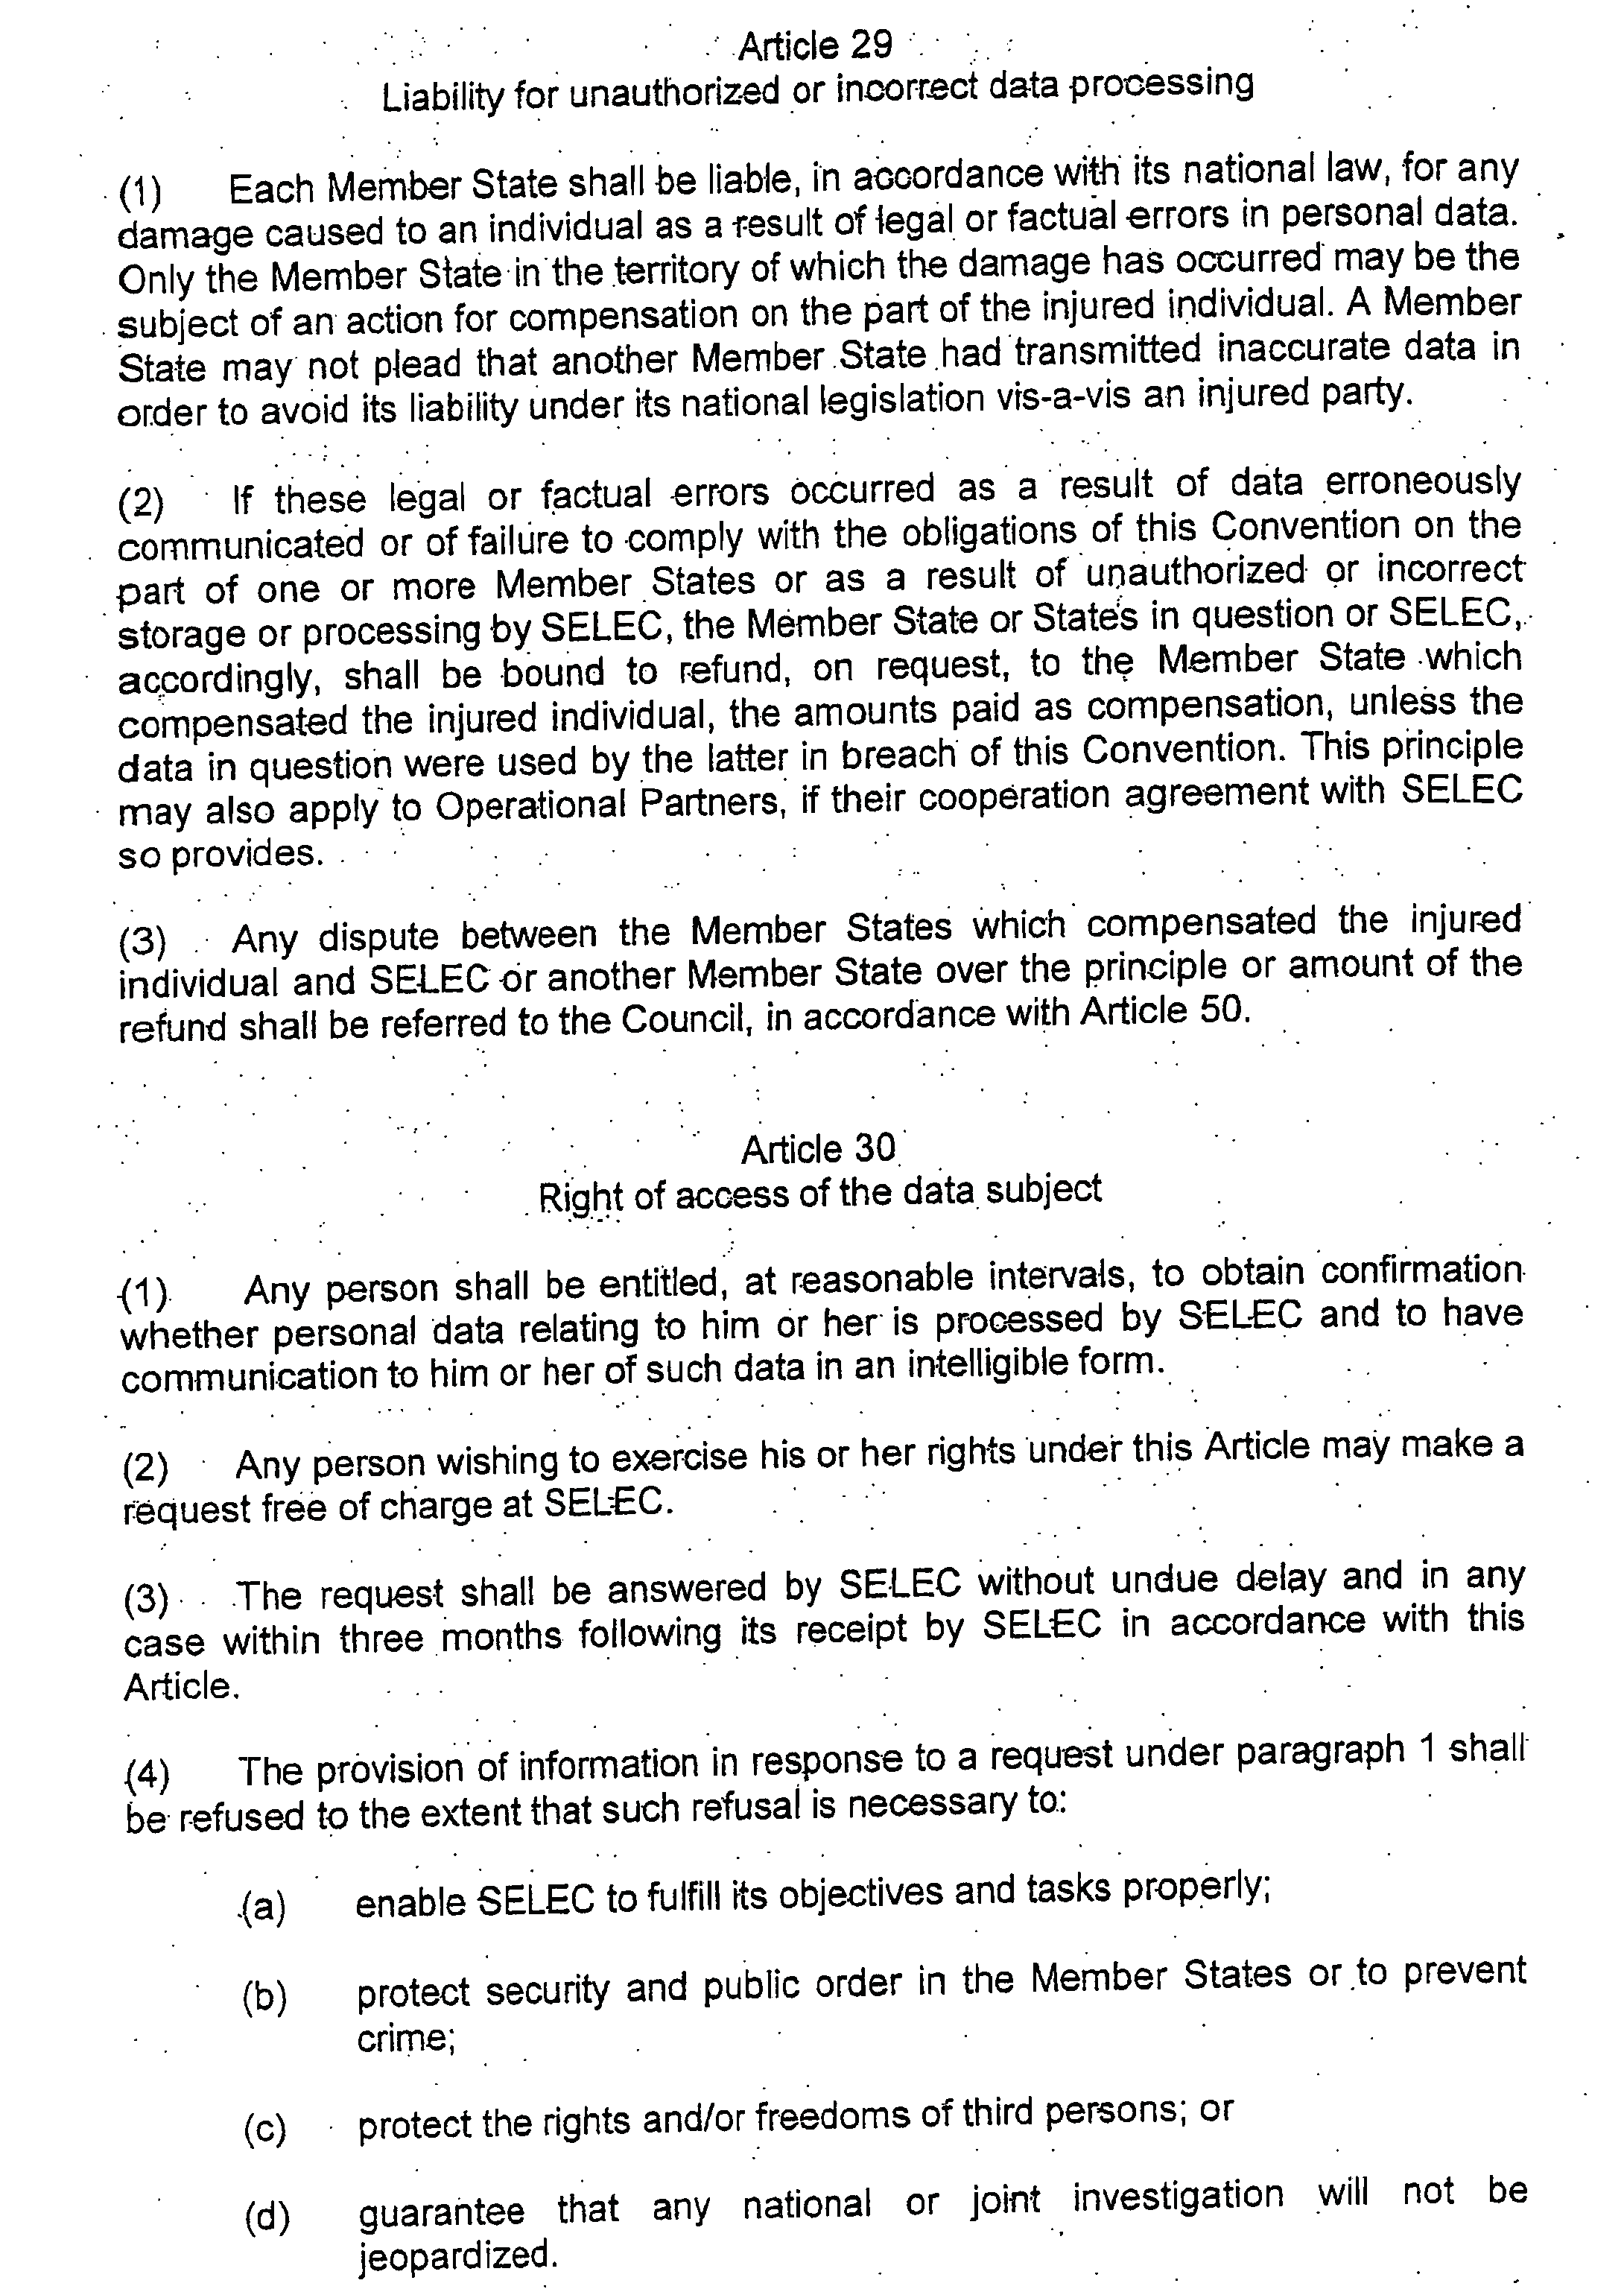 Article 29
Liability for unauthorized or incorrect data processing
(1) Each Member State shall be liable, in accordance with its national law, for any
damage caused to an individual as a result of legal or factual errors in personal data.
Only the Member State in the territory of which the damage has occurred may be the
subject of an action for compensation on the part of the injured individual. A Member
State may not plead that another Member State had transmitted inaccurate data in
order to avoid its liability under its national legislation vis-a-vis an injured party.
(2) If these legal or factual errors occurred as a result of data erroneously
communicated or of failure to comply with the obligations of this Convention on the
part of one or more Member States or as a result of unauthorized or incorrect
storage or processing by SELEC, the Member State or States in question or SELEC,
accordingly, shall be bound to refund, on request, to the Member State which
compensated the injured individual, the amounts paid as compensation, unless the
data in question were used by the latter in breach of this Convention. This principle
may also apply to Operational Partners, if their cooperation agreement with SELEC
so provides.
(3) Any dispute between the Member States which compensated the injured
individual and SELEC or another Member State over the principle or amount of the
refund shall be referred to the Council, in accordance with Article 50.
Article 30
Right of access of the data subject
(1) Any person shall be entitled, at reasonable intervals, to obtain confirmation
whether personal data relating to him or her is processed by SELEC and to have
communication to him or her of such data in an intelligible form.
(2) Any person wishing to exercise his or her rights under this Article may make a
request free of charge at SELEC.
(3) The request shall be answered by SELEC without undue delay and in any
case within three months following its receipt by SELEC in accordance with this
Article.
(4) The provision of information in response to a request under paragraph 1 shall
be refused to the extent that such refusal is necessary to:
(a) enable SELEC to fulfill its objectives and tasks properly;
(b) protect security and public order in the Member States or to prevent
crime;
(c) protect the rights and/or freedoms of third persons; or
(d) guarantee that any national or joint investigation will not be
jeopardized.